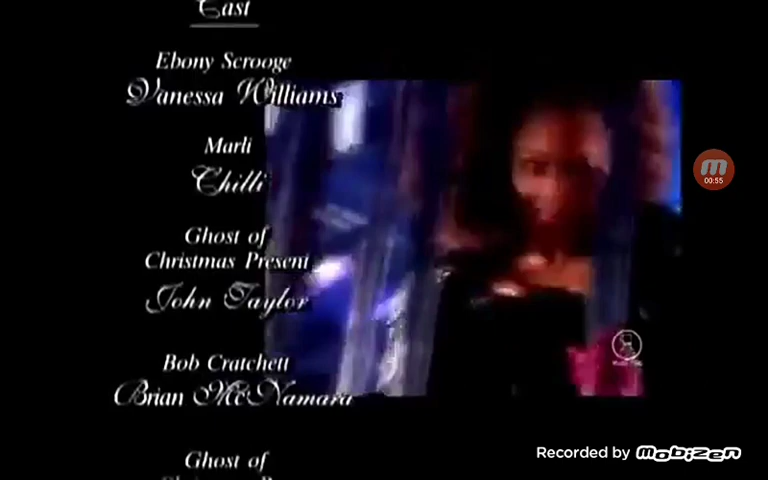 Cast
Ebony Scrooge
Vanessa Williams
Marli
Chilli
Ghost of
Christmas Present
John Taylor
Bob Cratchett
Brian McNamara
Ghost of
00:55
Recorded by mobizen